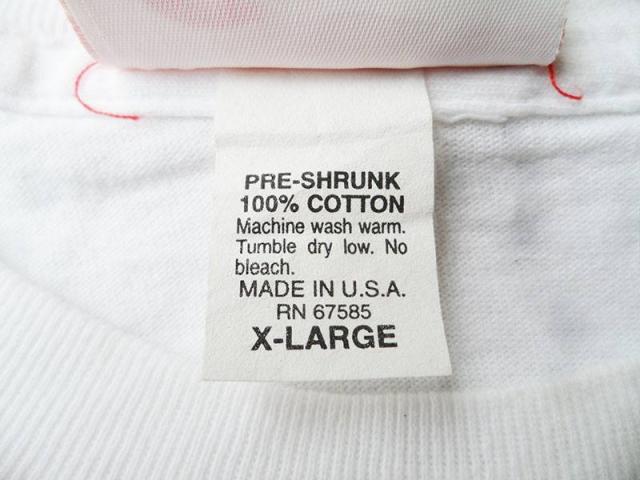 PRE-SHRUNK
100% COTTON
Machine wash warm.
Tumble dry low. No
bleach.
MADE IN U.S.A.
RN 67585
X-LARGE